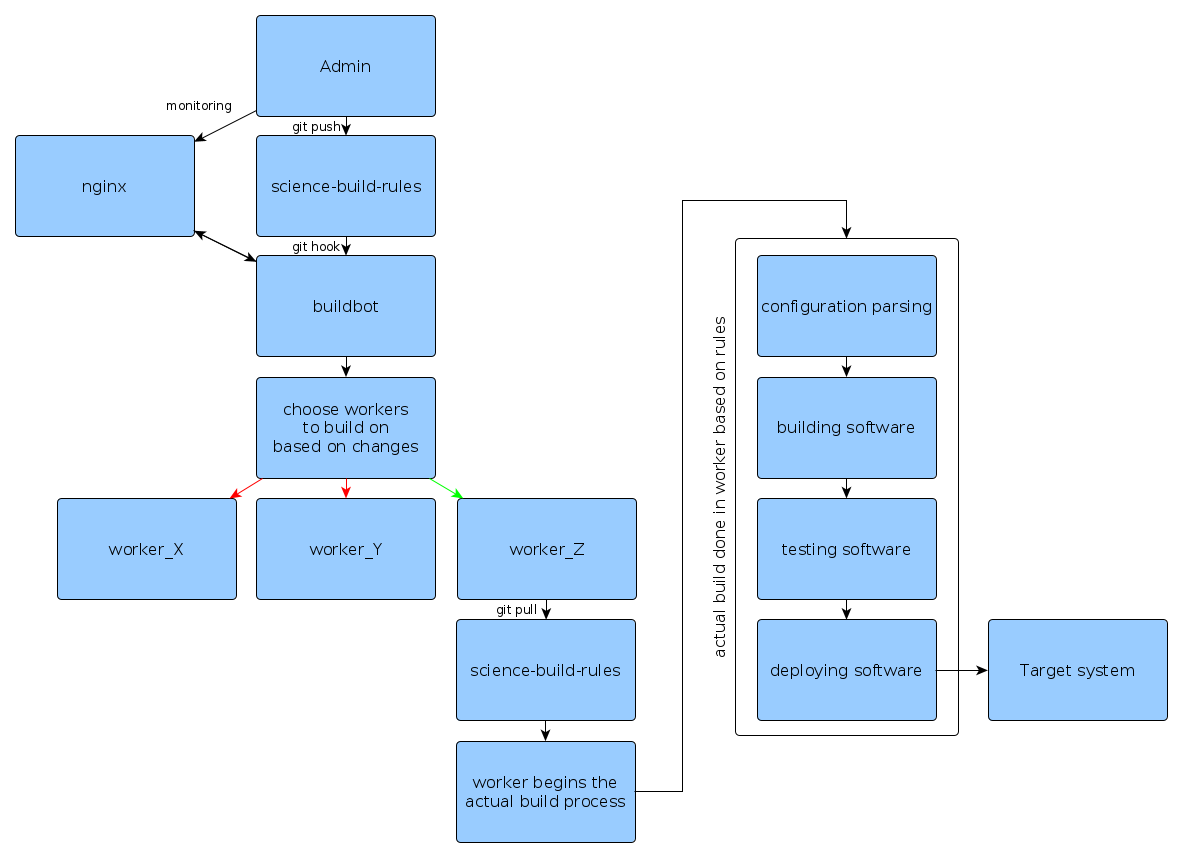 Admin
monitoring
git push
nginx
science-build-rules
git hook
buildbot
choose workers
to build on
based on changes
worker_X
worker_Y
worker_Z
git pull
science-build-rules
worker begins the
actual build process
actual build done in worker based on rules
configuration parsing
building software
testing software
deploying software
Target system